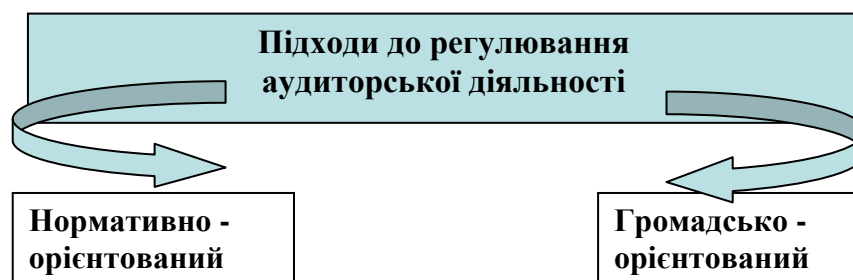 Підходи до регулювання
аудиторської діяльності
Нормативно -
орієнтований
Громадсько -
орієнтований